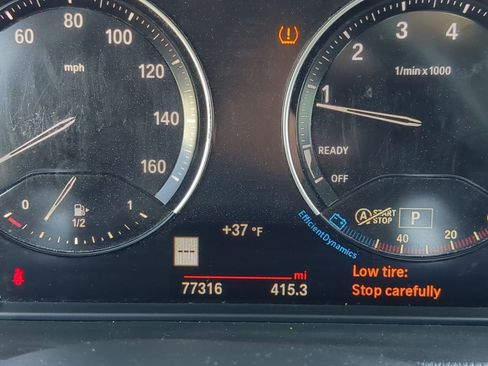 60 80 100
mph
120
140
160
0 1/2 1
1 2 3 4
1/min x 1000
READY
OFF
A START STOP
P
EfficientDynamics
40 20
+37 °F
---
mi
77316 415.3
Low tire:
Stop carefully